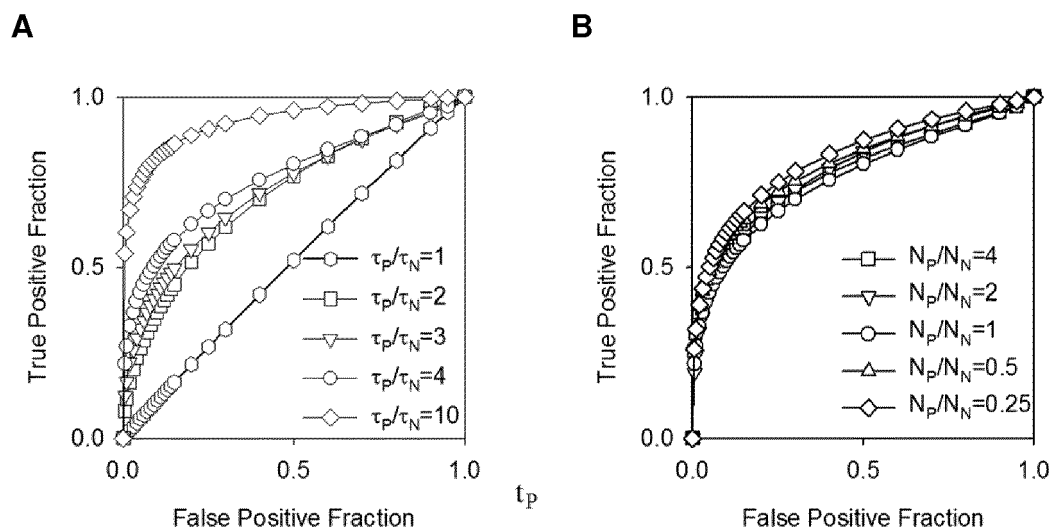 A
True Positive Fraction
1.0
0.5
0.0
τP/τN=1
τP/τN=2
τP/τN=3
τP/τN=4
τP/τN=10
0.0 0.5 1.0
False Positive Fraction
tP
B
True Positive Fraction
1.0
0.5
0.0
NP/NN=4
NP/NN=2
NP/NN=1
NP/NN=0.5
NP/NN=0.25
0.0 0.5 1.0
False Positive Fraction